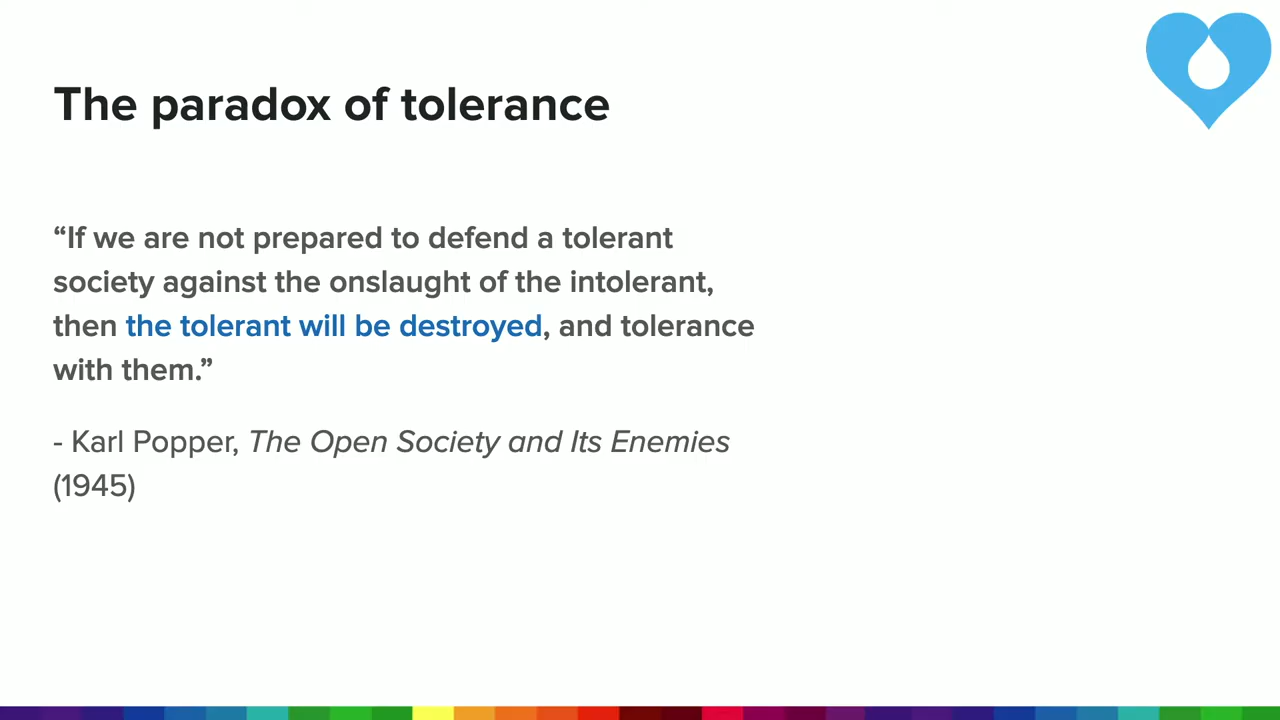 The paradox of tolerance
“If we are not prepared to defend a tolerant
society against the onslaught of the intolerant,
then the tolerant will be destroyed, and tolerance
with them.”
- Karl Popper, The Open Society and Its Enemies
(1945)